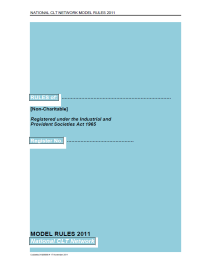 NATIONAL CLT NETWORK MODEL RULES 2011
RULES OF
[Non-Charitable]
Registered under the Industrial and
Provident Societies Act 1965
Register No.
MODEL RULES 2011
National CLT Network